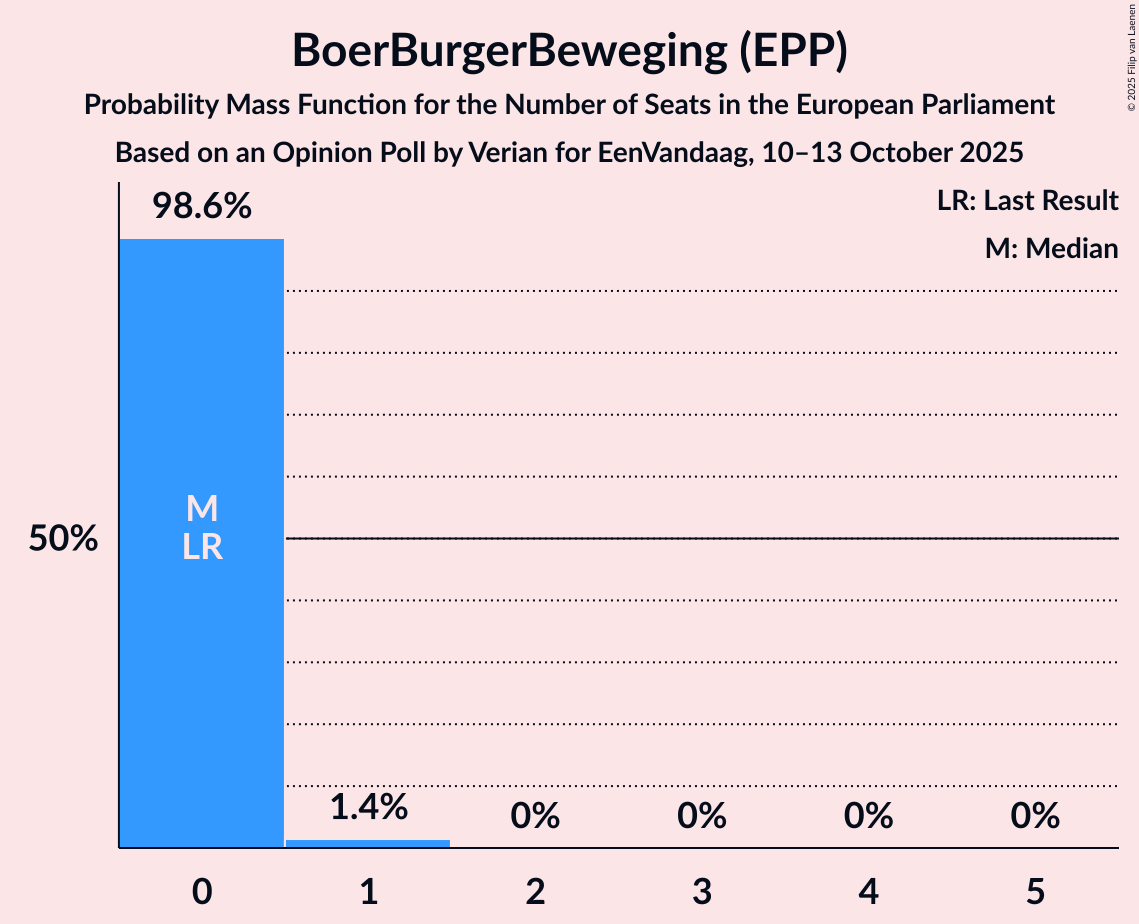 BoerBurgerBeweging (EPP)
Probability Mass Function for the Number of Seats in the European Parliament
Based on an Opinion Poll by Verian for EenVandaag, 10–13 October 2025
© 2025 Filip van Laenen
LR: Last Result
M: Median
98.6%
M
LR
50%
1.4%
0%
0%
0%
0%
0
1
2
3
4
5